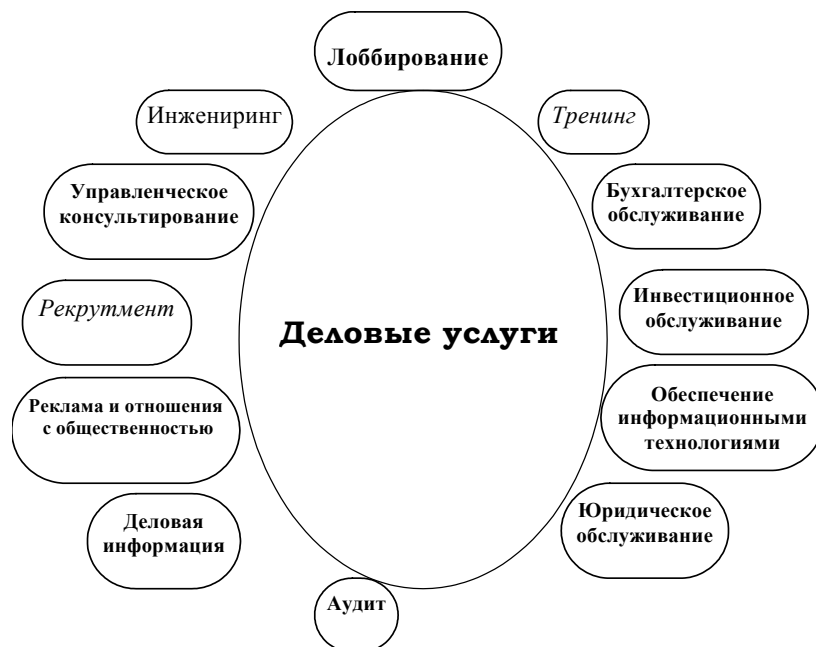 Лоббирование
Инжениринг
Тренинг
Управленческое
консультирование
Бухгалтерское
обслуживание
Рекрутмент
Инвестиционное
обслуживание
Деловые услуги
Реклама и отношения
с общественностью
Обеспечение
информационными
технологиями
Деловая
информация
Юридическое
обслуживание
Аудит